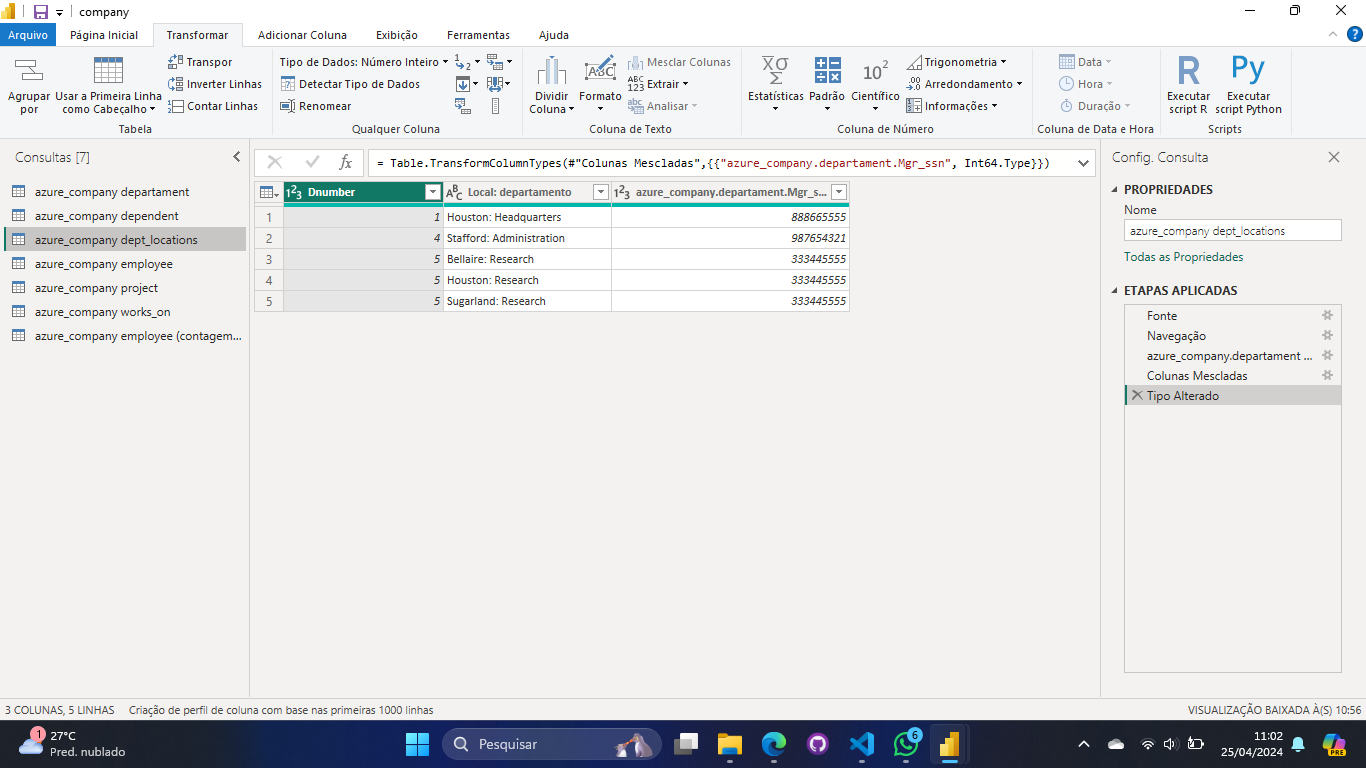 company
Arquivo Página Inicial Transformar Adicionar Coluna Exibição Ferramentas Ajuda
Agrupar por
Usar a Primeira Linha como Cabeçalho
Transpor
Inverter Linhas
Contar Linhas
Tabela
Tipo de Dados: Número Inteiro
Detectar Tipo de Dados
Renomear
Qualquer Coluna
Dividir Coluna
Formato
Mesclar Colunas
Extrair
Analisar
Coluna de Texto
Estatísticas
Padrão
Científico
Trigonometria
Arredondamento
Informações
Coluna de Número
Data
Hora
Duração
Coluna de Data e Hora
Executar script R
Executar script Python
Scripts
Consultas [7]
azure_company departament
azure_company dependent
azure_company dept_locations
azure_company employee
azure_company project
azure_company works_on
azure_company employee (contagem...
= Table.TransformColumnTypes(#"Colunas Mescladas",{{"azure_company.departament.Mgr_ssn", Int64.Type}})
Dnumber Local: departamento azure_company.departament.Mgr_s...
1 1 Houston: Headquarters 888665555
2 4 Stafford: Administration 987654321
3 5 Bellaire: Research 333445555
4 5 Houston: Research 333445555
5 5 Sugarland: Research 333445555
Config. Consulta
PROPRIEDADES
Nome
azure_company dept_locations
Todas as Propriedades
ETAPAS APLICADAS
Fonte
Navegação
azure_company.departament ...
Colunas Mescladas
Tipo Alterado
3 COLUNAS, 5 LINHAS Criação de perfil de coluna com base nas primeiras 1000 linhas
VISUALIZAÇÃO BAIXADA À(S) 10:56
1
27°C
Pred. nublado
Pesquisar
6
11:02
25/04/2024
PRE